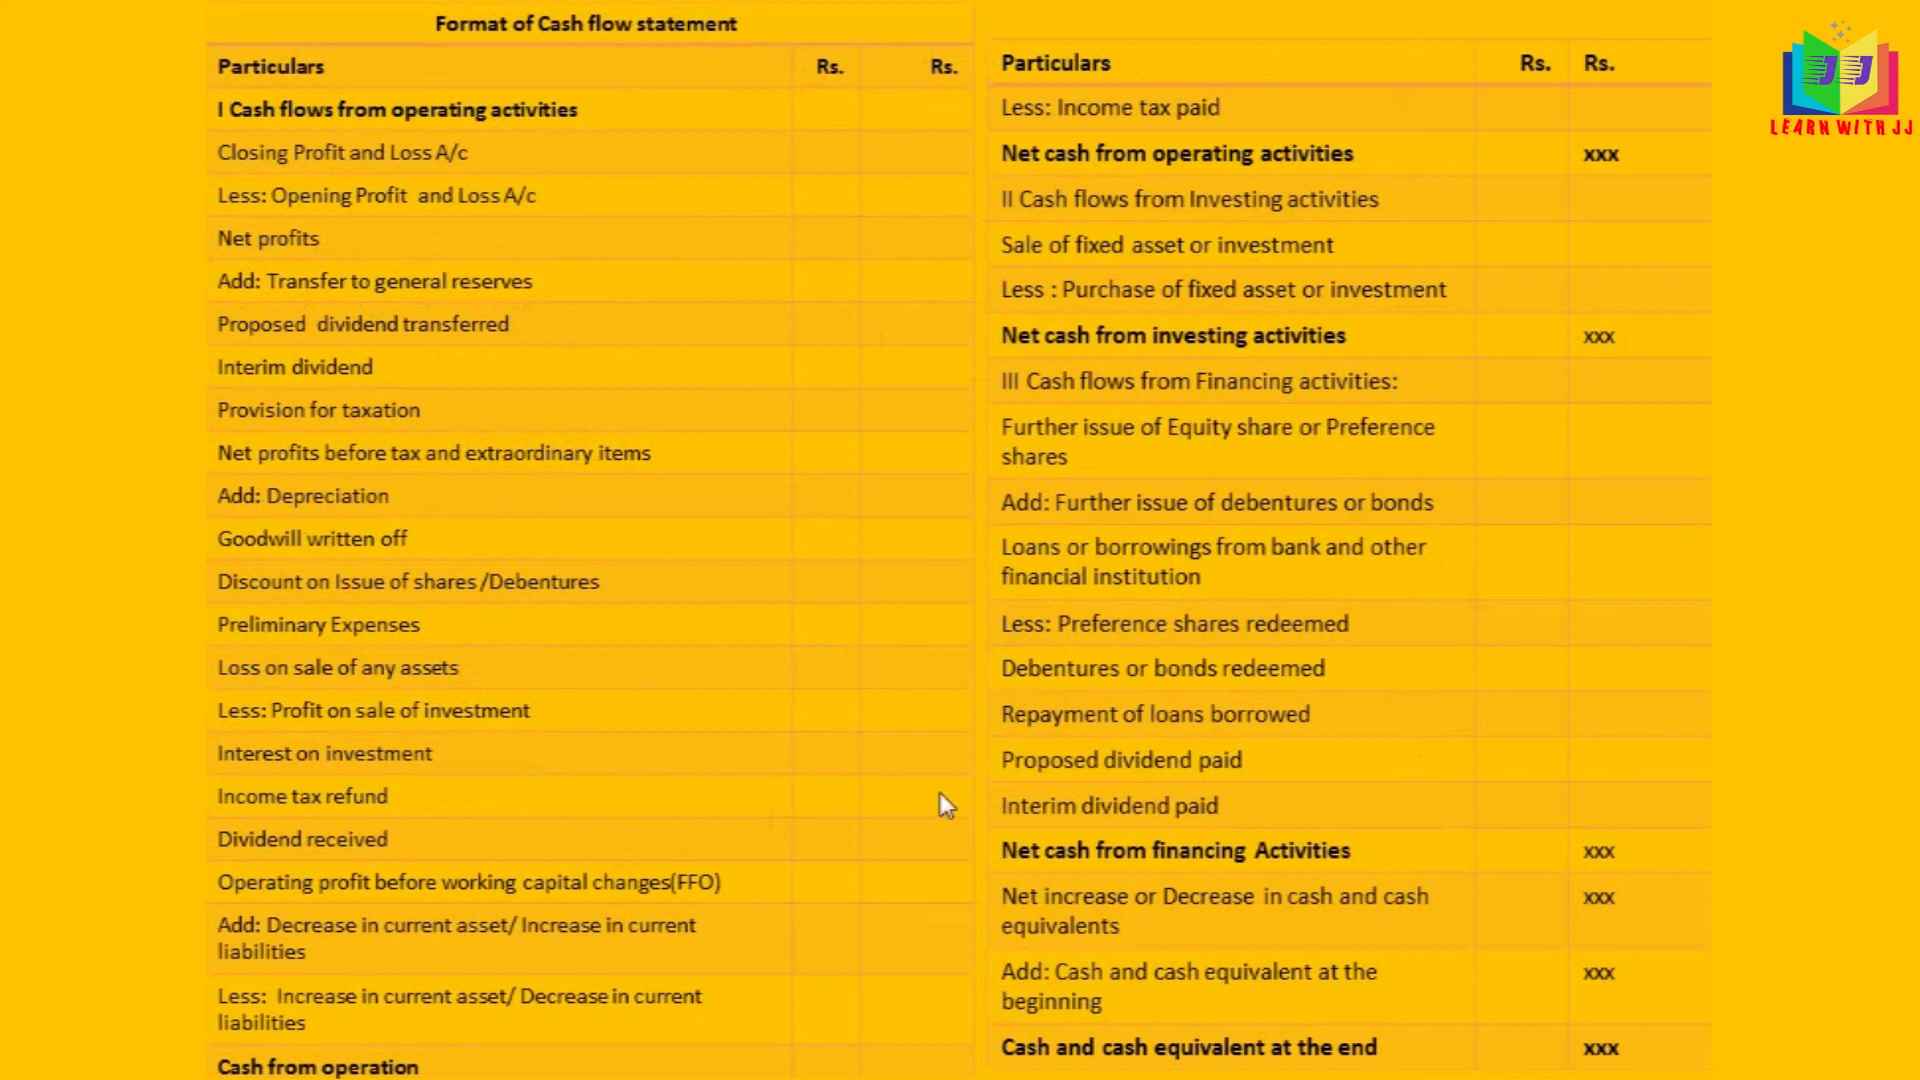 Format of Cash flow statement
Particulars Rs. Rs.
I Cash flows from operating activities
Closing Profit and Loss A/c
Less: Opening Profit and Loss A/c
Net profits
Add: Transfer to general reserves
Proposed dividend transferred
Interim dividend
Provision for taxation
Net profits before tax and extraordinary items
Add: Depreciation
Goodwill written off
Discount on Issue of shares /Debentures
Preliminary Expenses
Loss on sale of any assets
Less: Profit on sale of investment
Interest on investment
Income tax refund
Dividend received
Operating profit before working capital changes(FFO)
Add: Decrease in current asset/ Increase in current
liabilities
Less: Increase in current asset/ Decrease in current
liabilities
Cash from operation
Particulars Rs. Rs.
Less: Income tax paid
Net cash from operating activities xxx
II Cash flows from Investing activities
Sale of fixed asset or investment
Less : Purchase of fixed asset or investment
Net cash from investing activities xxx
III Cash flows from Financing activities:
Further issue of Equity share or Preference
shares
Add: Further issue of debentures or bonds
Loans or borrowings from bank and other
financial institution
Less: Preference shares redeemed
Debentures or bonds redeemed
Repayment of loans borrowed
Proposed dividend paid
Interim dividend paid
Net cash from financing Activities xxx
Net increase or Decrease in cash and cash xxx
equivalents
Add: Cash and cash equivalent at the xxx
beginning
Cash and cash equivalent at the end xxx
JJ
LEARN WITH JJ